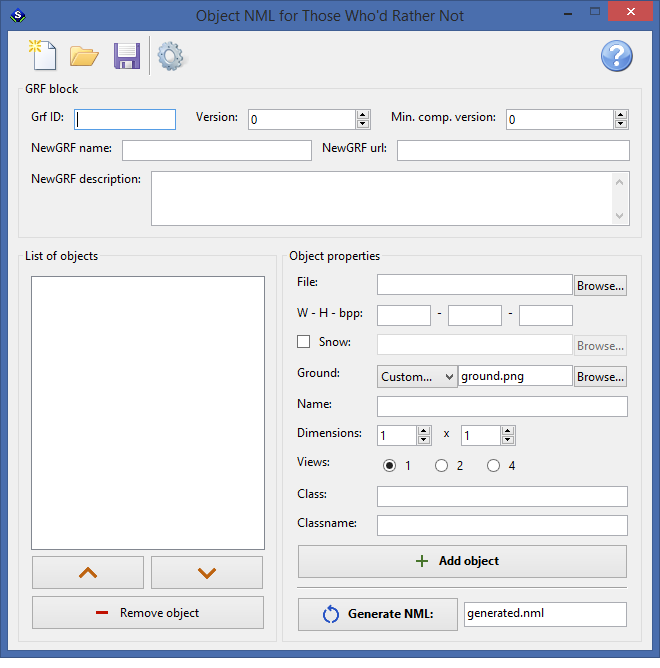 Object NML for Those Who'd Rather Not
GRF block
Grf ID: Version: 0 Min. comp. version: 0
NewGRF name: NewGRF url:
NewGRF description:
List of objects
Object properties
File: Browse...
W - H - bpp: - -
Snow: Browse...
Ground: Custom... ground.png Browse...
Name:
Dimensions: 1 x 1
Views: 1 2 4
Class:
Classname:
Add object
Remove object
Generate NML: generated.nml